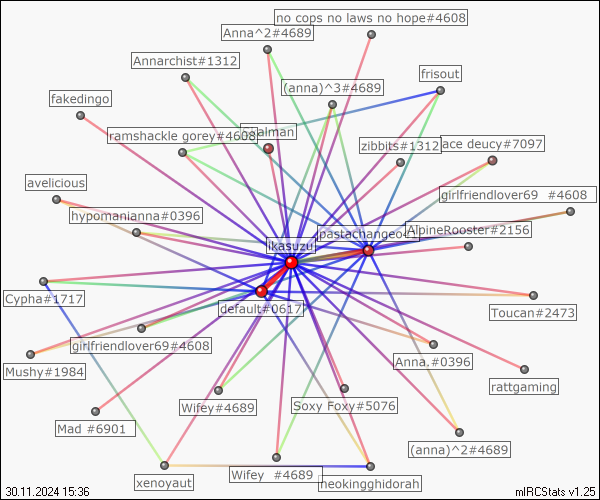 no cops no laws no hope#4608
Anna^2#4689
Annarchist#1312
frisout
(anna)^3#4689
fakedingo
ramshackle gorey#4608
zibbits#1312
ace deucy#7097
avelicious
girlfriendlover69 #4608
hypomanianna#0396
AlpineRooster#2156
ikasuzu
Cypha#1717
default#0617
Toucan#2473
girlfriendlover69#4608
Anna.#0396
Mushy#1984
rattgaming
Wifey#4689
Soxy Foxy#5076
Mad #6901
(anna)^2#4689
Wifey #4689
xenoyaut
neokingghidorah
30.11.2024 15:36
mIRCStats v1.25